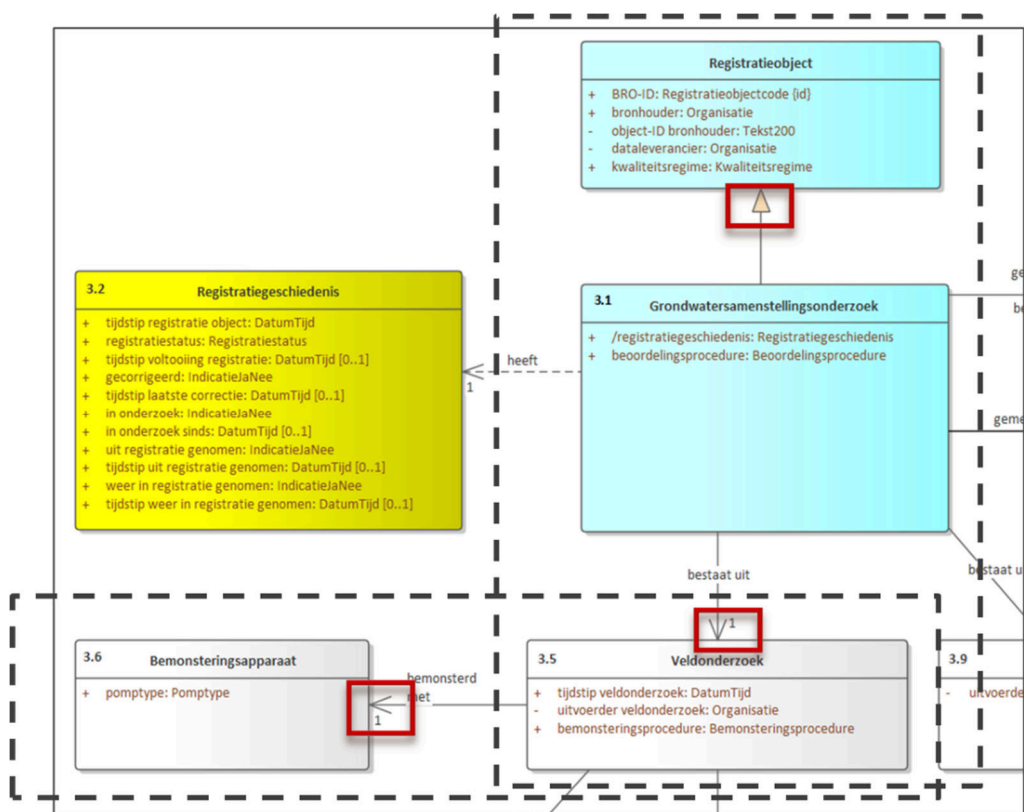 Registratieobject
+ BRO-ID: Registratieobjectcode {id}
+ bronhouder: Organisatie
- object-ID bronhouder: Tekst200
- dataleverancier: Organisatie
+ kwaliteitsregime: Kwaliteitsregime
3.2 Registratiegeschiedenis
+ tijdstip registratie object: DatumTijd
+ registratiestatus: Registratiestatus
+ tijdstip voltooiing registratie: DatumTijd [0..1]
+ gecorrigeerd: IndicatieJaNee
+ tijdstip laatste correctie: DatumTijd [0..1]
+ in onderzoek: IndicatieJaNee
+ in onderzoek sinds: DatumTijd [0..1]
+ uit registratie genomen: IndicatieJaNee
+ tijdstip uit registratie genomen: DatumTijd [0..1]
+ weer in registratie genomen: IndicatieJaNee
+ tijdstip weer in registratie genomen: DatumTijd [0..1]
heeft
1
3.1 Grondwatersamenstellingsonderzoek
+ /registratiegeschiedenis: Registratiegeschiedenis
+ beoordelingsprocedure: Beoordelingsprocedure
ge
be
geme
bestaat uit
1
bestaat u
3.6 Bemonsteringsapparaat
+ pomptype: Pomptype
bemonsterd
met
1
3.5 Veldonderzoek
+ tijdstip veldonderzoek: DatumTijd
- uitvoerder veldonderzoek: Organisatie
+ bemonsteringsprocedure: Bemonsteringsprocedure
3.9
- uitvoerde